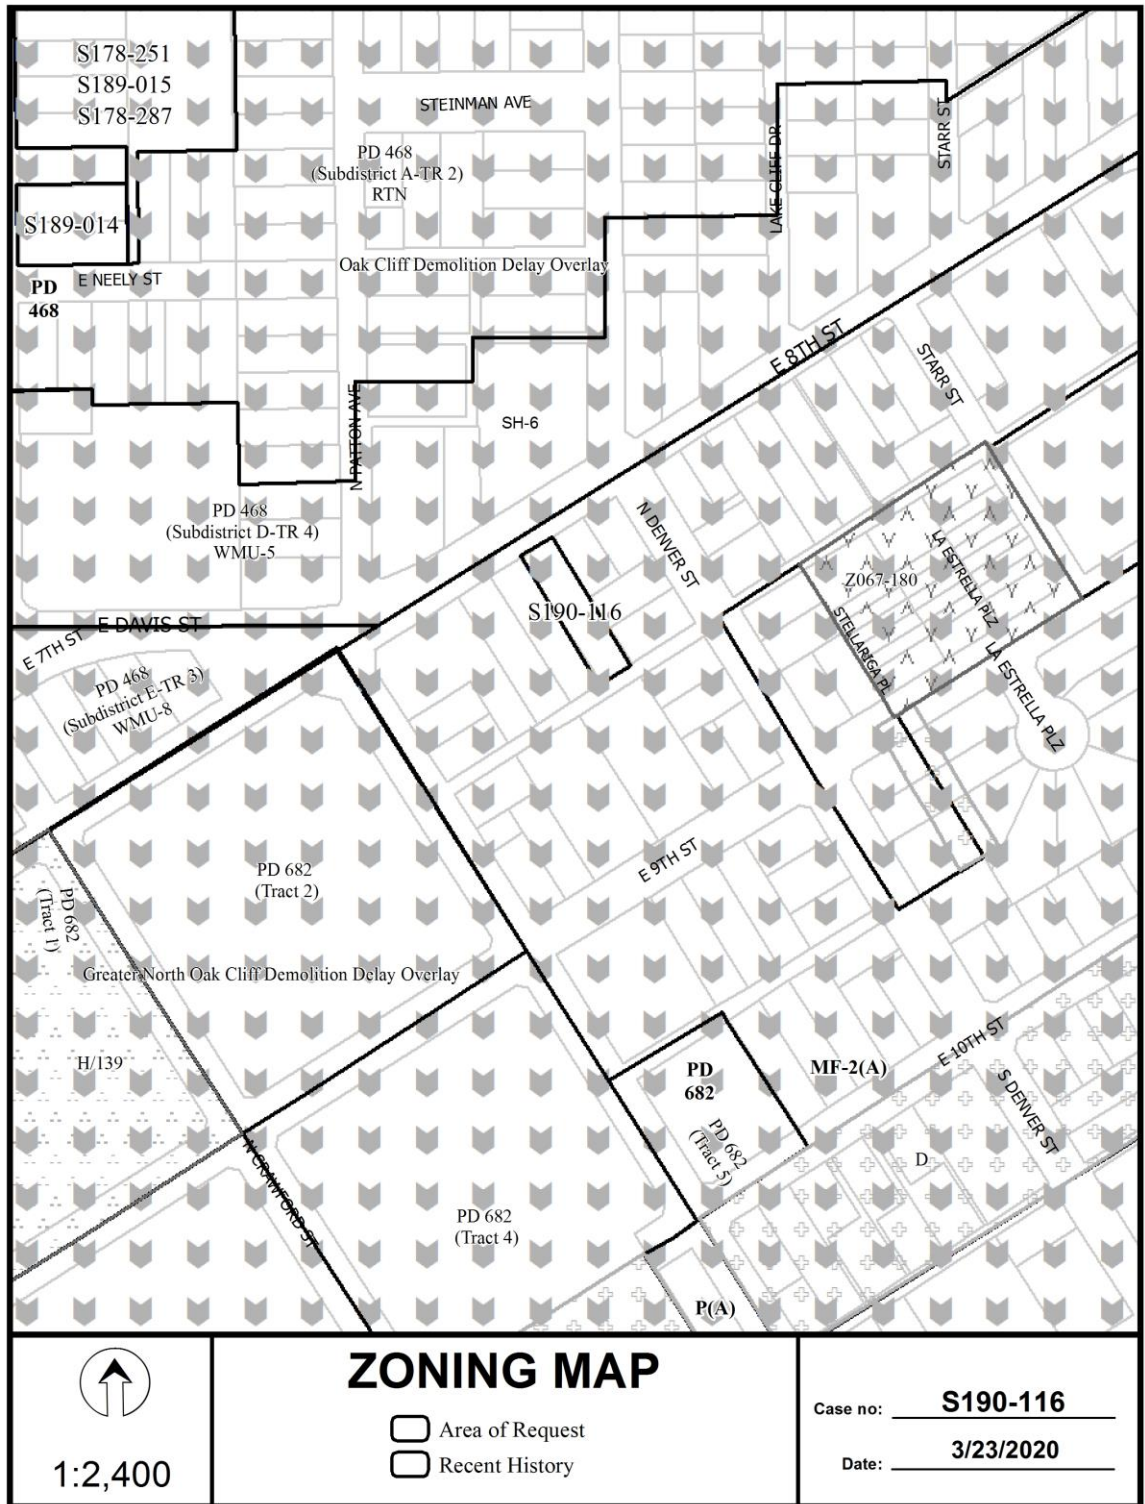 S178-251
S189-015
S178-287
STEINMAN AVE
PD 468
(Subdistrict A-TR 2)
RTN
LAKE CLIFF DR
STARR ST
S189-014
E NEELY ST
Oak Cliff Demolition Delay Overlay
PD
468
E 8TH ST
STARR ST
N PATTON AVE
SH-6
PD 468
(Subdistrict D-TR 4)
WMU-5
N DENVER ST
Z067-180
LA ESTRELLA PLZ
S190-116
STELLARIGA PL
E DAVIS ST
E 7TH ST
PD 468
(Subdistrict E-TR 3)
WMU-8
LA ESTRELLA PLZ
E 9TH ST
PD 682
(Tract 2)
PD 682
(Tract 1)
Greater North Oak Cliff Demolition Delay Overlay
H/139
PD
682
MF-2(A)
E 10TH ST
S DENVER ST
PD 682
(Tract 5)
D
N CRAWFORD ST
PD 682
(Tract 4)
P(A)
1:2,400
ZONING MAP
Area of Request
Recent History
Case no: S190-116
Date: 3/23/2020